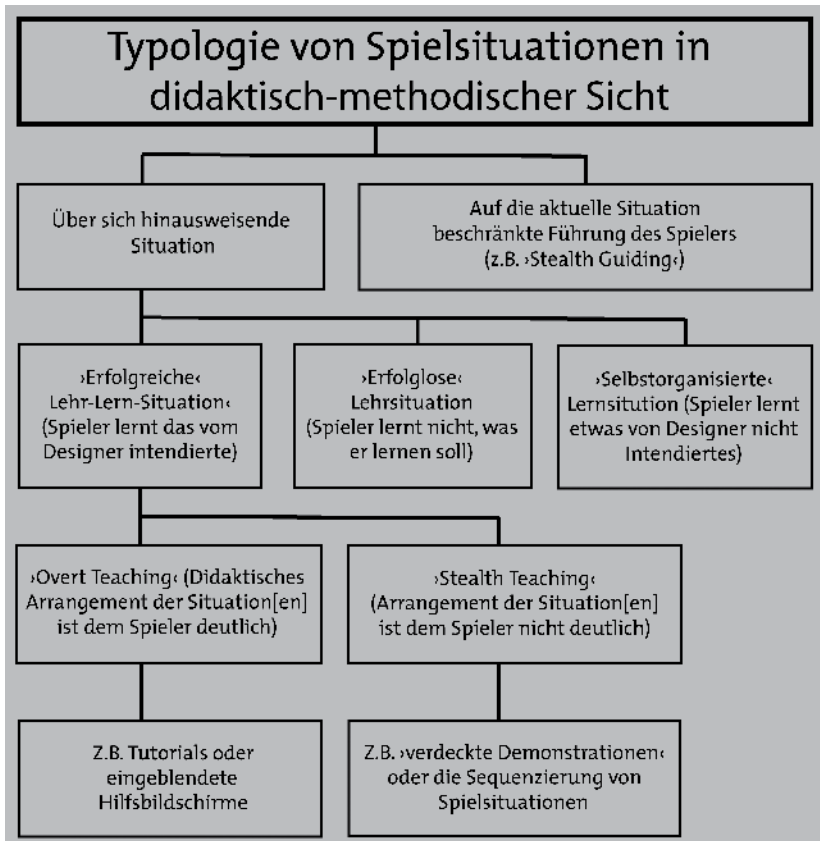 Typologie von Spielsituationen in
didaktisch-methodischer Sicht
Über sich hinausweisende
Situation
Auf die aktuelle Situation
beschränkte Führung des Spielers
(z.B. ›Stealth Guiding‹)
›Erfolgreiche‹
Lehr-Lern-Situation‹
(Spieler lernt das vom
Designer intendierte)
›Erfolglose‹
Lehrsituation
(Spieler lernt nicht, was
er lernen soll)
›Selbstorganisierte‹
Lernsitution (Spieler lernt
etwas von Designer nicht
Intendiertes)
›Overt Teaching‹ (Didaktisches
Arrangement der Situation[en]
ist dem Spieler deutlich)
›Stealth Teaching‹
(Arrangement der Situation[en]
ist dem Spieler nicht deutlich)
Z.B. Tutorials oder
eingeblendete
Hilfsbildschirme
Z.B. ›verdeckte Demonstrationen‹
oder die Sequenzierung von
Spielsituationen